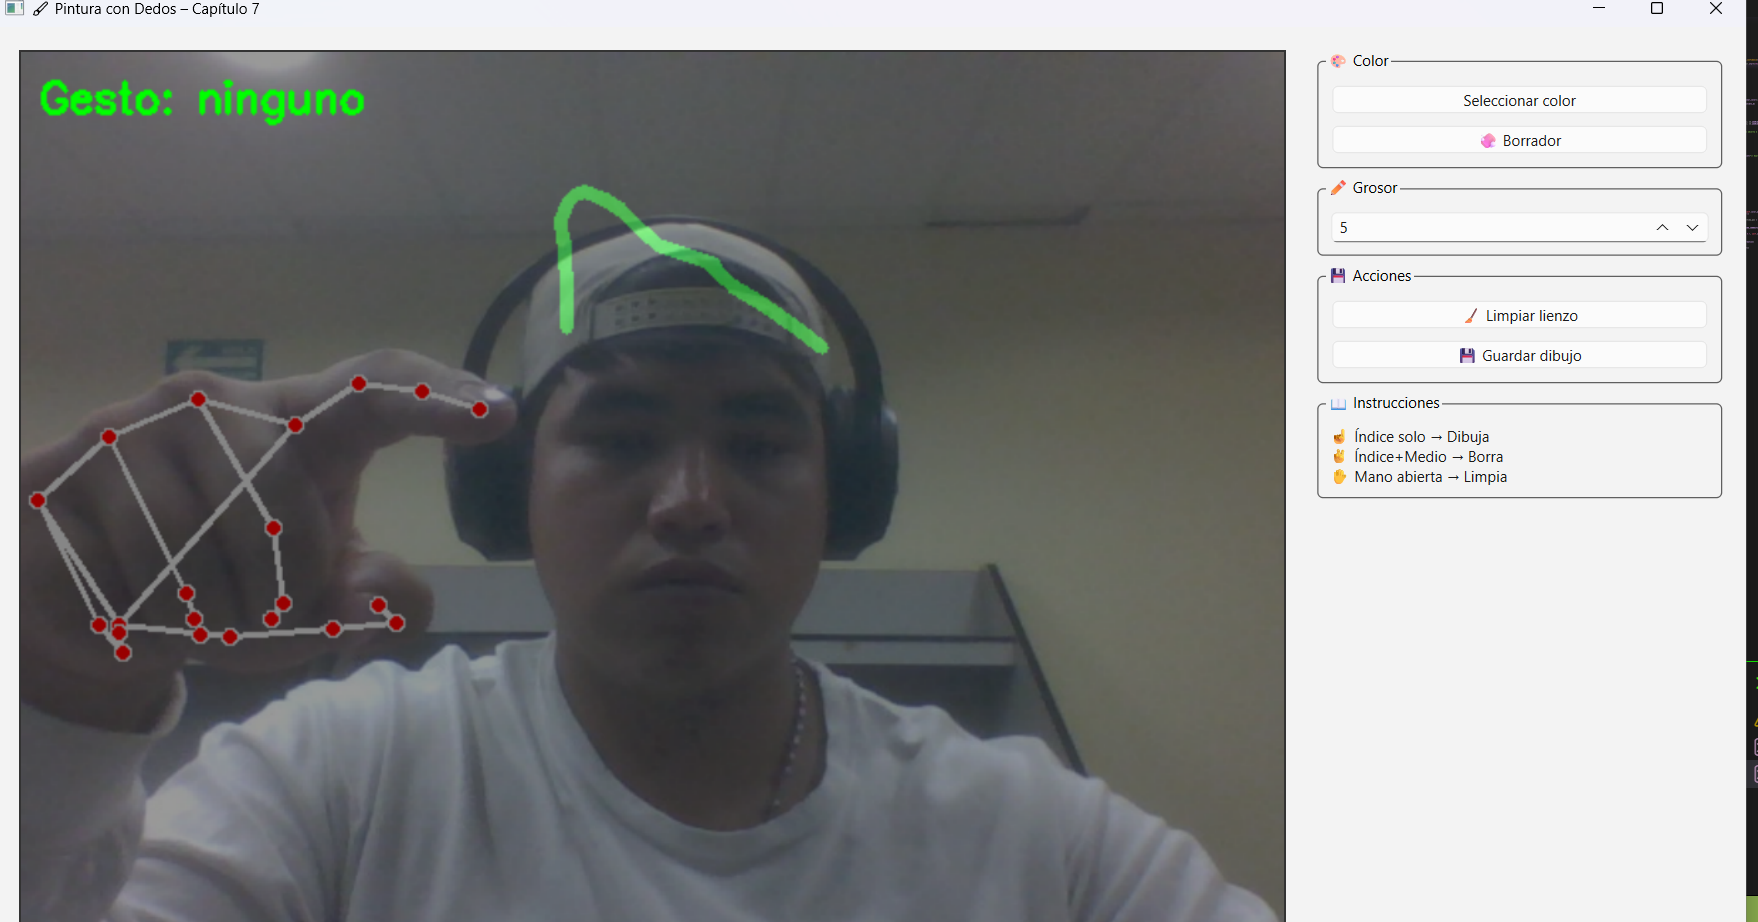 Pintura con Dedos – Capítulo 7
Gesto: ninguno
Color
Seleccionar color
Borrador
Grosor
5
Acciones
Limpiar lienzo
Guardar dibujo
Instrucciones
Índice solo → Dibuja
Índice+Medio → Borra
Mano abierta → Limpia